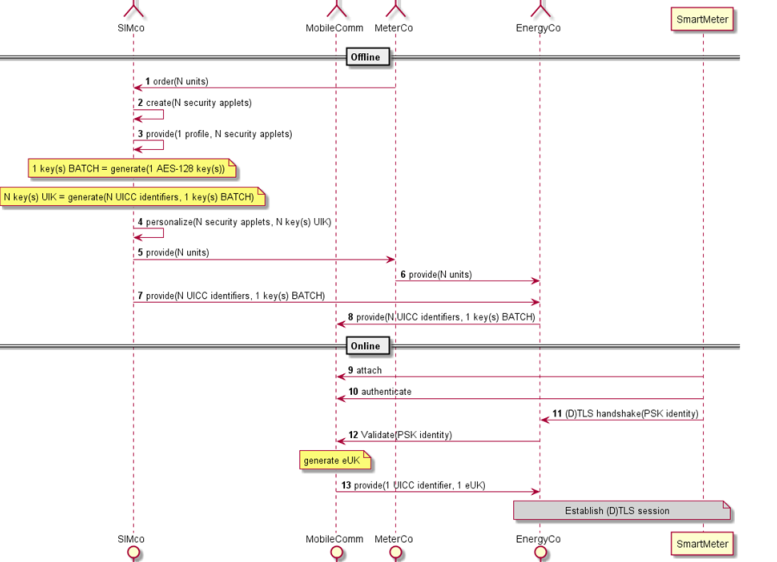 SIMco MobileComm MeterCo EnergyCo SmartMeter
Offline
1 order(N units)
2 create(N security applets)
3 provide(1 profile, N security applets)
1 key(s) BATCH = generate(1 AES-128 key(s))
N key(s) UIK = generate(N UICC identifiers, 1 key(s) BATCH)
4 personalize(N security applets, N key(s) UIK)
5 provide(N units)
6 provide(N units)
7 provide(N UICC identifiers, 1 key(s) BATCH)
8 provide(N UICC identifiers, 1 key(s) BATCH)
Online
9 attach
10 authenticate
11 (D)TLS handshake(PSK identity)
12 Validate(PSK identity)
generate eUK
13 provide(1 UICC identifier, 1 eUK)
Establish (D)TLS session
SIMco MobileComm MeterCo EnergyCo SmartMeter